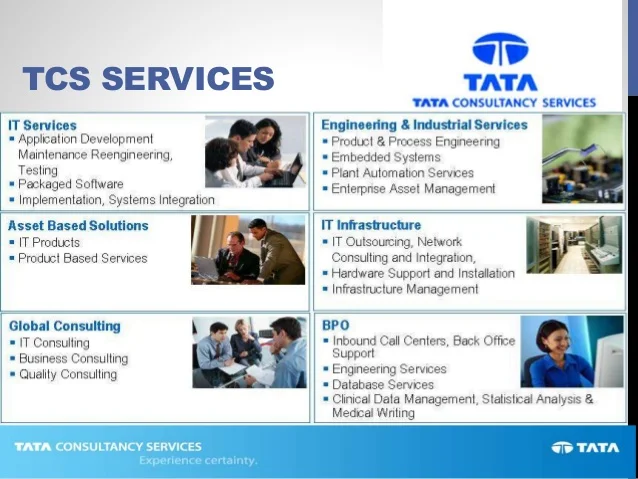 TCS SERVICES
TATA
TATA CONSULTANCY SERVICES
IT Services
Application Development
Maintenance Reengineering,
Testing
Packaged Software
Implementation, Systems Integration
Engineering & Industrial Services
Product & Process Engineering
Embedded Systems
Plant Automation Services
Enterprise Asset Management
Asset Based Solutions
IT Products
Product Based Services
IT Infrastructure
IT Outsourcing, Network
Consulting and Integration,
Hardware Support and Installation
Infrastructure Management
Global Consulting
IT Consulting
Business Consulting
Quality Consulting
BPO
Inbound Call Centers, Back Office
Support
Engineering Services
Database Services
Clinical Data Management, Statistical Analysis &
Medical Writing
TATA CONSULTANCY SERVICES
Experience certainty.
TATA